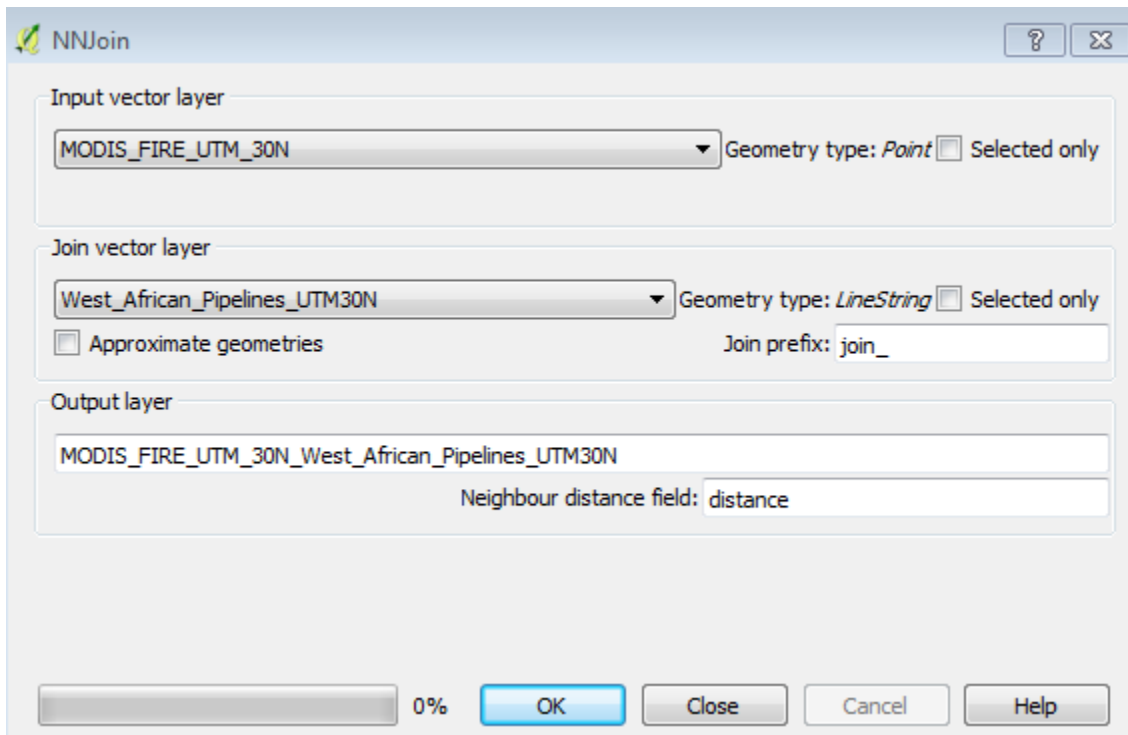 NNJoin
Input vector layer
MODIS_FIRE_UTM_30N Geometry type: Point Selected only
Join vector layer
West_African_Pipelines_UTM30N Geometry type: LineString Selected only
Approximate geometries Join prefix: join_
Output layer
MODIS_FIRE_UTM_30N_West_African_Pipelines_UTM30N
Neighbour distance field: distance
0% OK Close Cancel Help